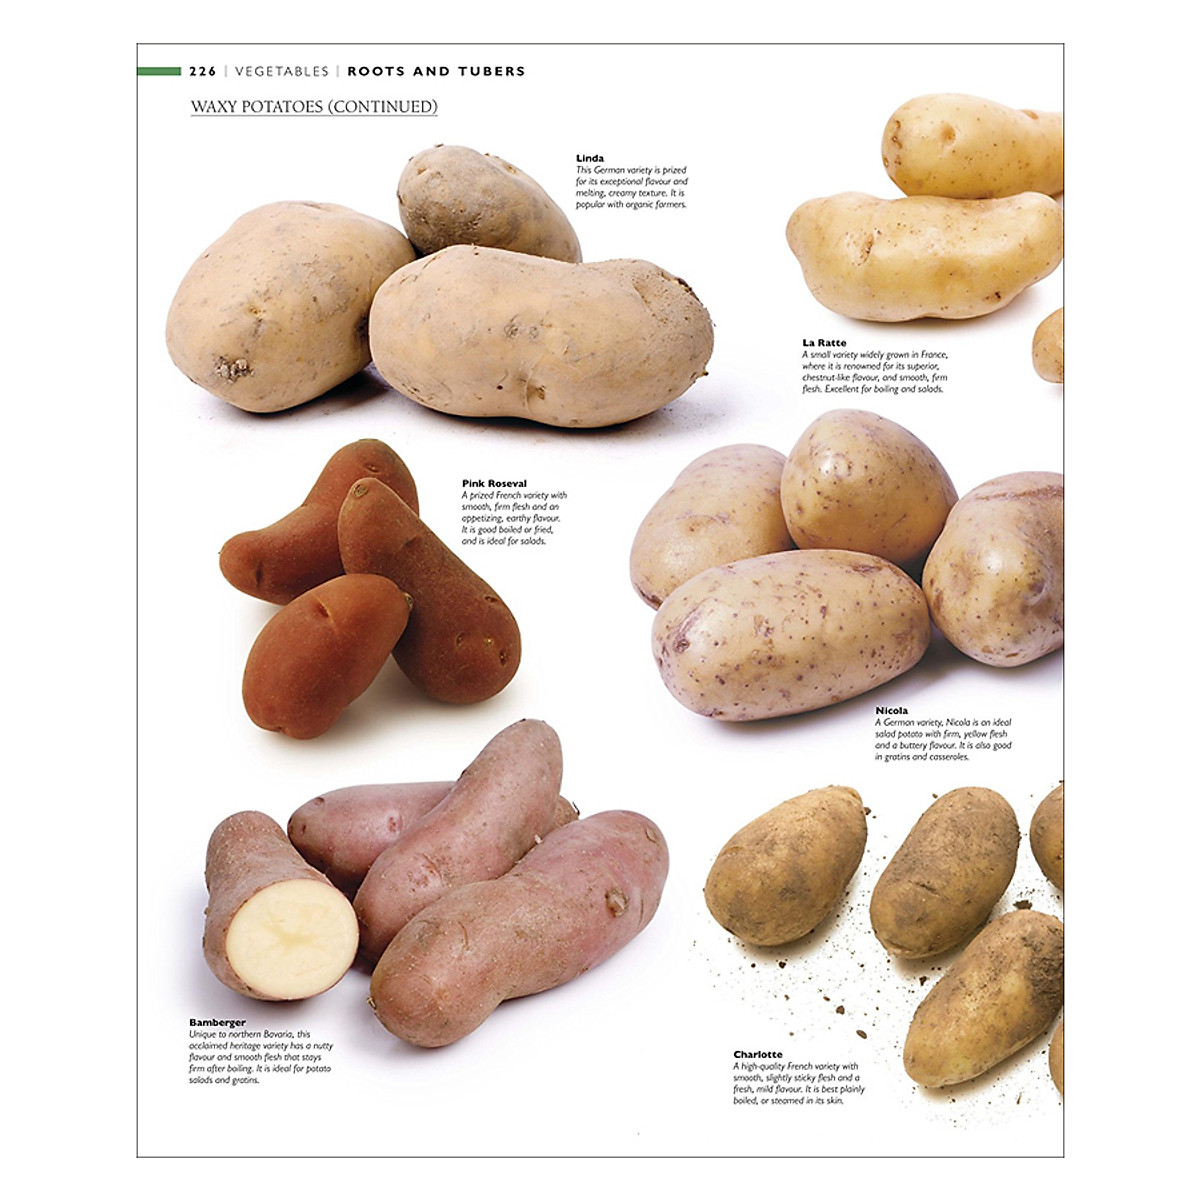 226 | VEGETABLES | ROOTS AND TUBERS
WAXY POTATOES (CONTINUED)
Linda
This German variety is prized
for its exceptional flavour and
melting, creamy texture. It is
popular with organic farmers.
La Ratte
A small variety widely grown in France,
where it is renowned for its superior,
chestnut-like flavour, and smooth, firm
flesh. Excellent for boiling and salads.
Pink Roseval
A prized French variety with
smooth, firm flesh and an
appetizing, earthy flavour.
It is good boiled or fried,
and is ideal for salads.
Nicola
A German variety, Nicola is an ideal
salad potato with firm, yellow flesh
and a buttery flavour. It is also good
in gratins and casseroles.
Bamberger
Unique to northern Bavaria, this
acclaimed heritage variety has a nutty
flavour and smooth flesh that stays
firm after boiling. It is ideal for potato
salads and gratins.
Charlotte
A high-quality French variety with
smooth, slightly sticky flesh and a
fresh, mild flavour. It is best plainly
boiled, or steamed in its skin.